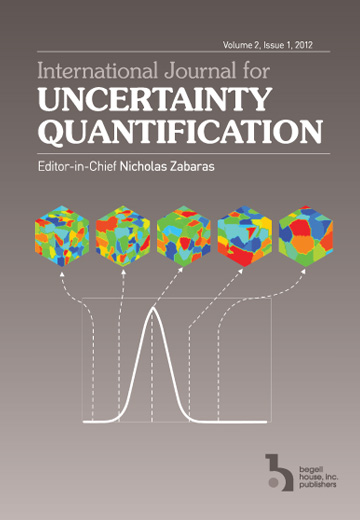 Volume 2, Issue 1, 2012
International Journal for
UNCERTAINTY
QUANTIFICATION
Editor-in-Chief Nicholas Zabaras
begell
house, inc.
publishers